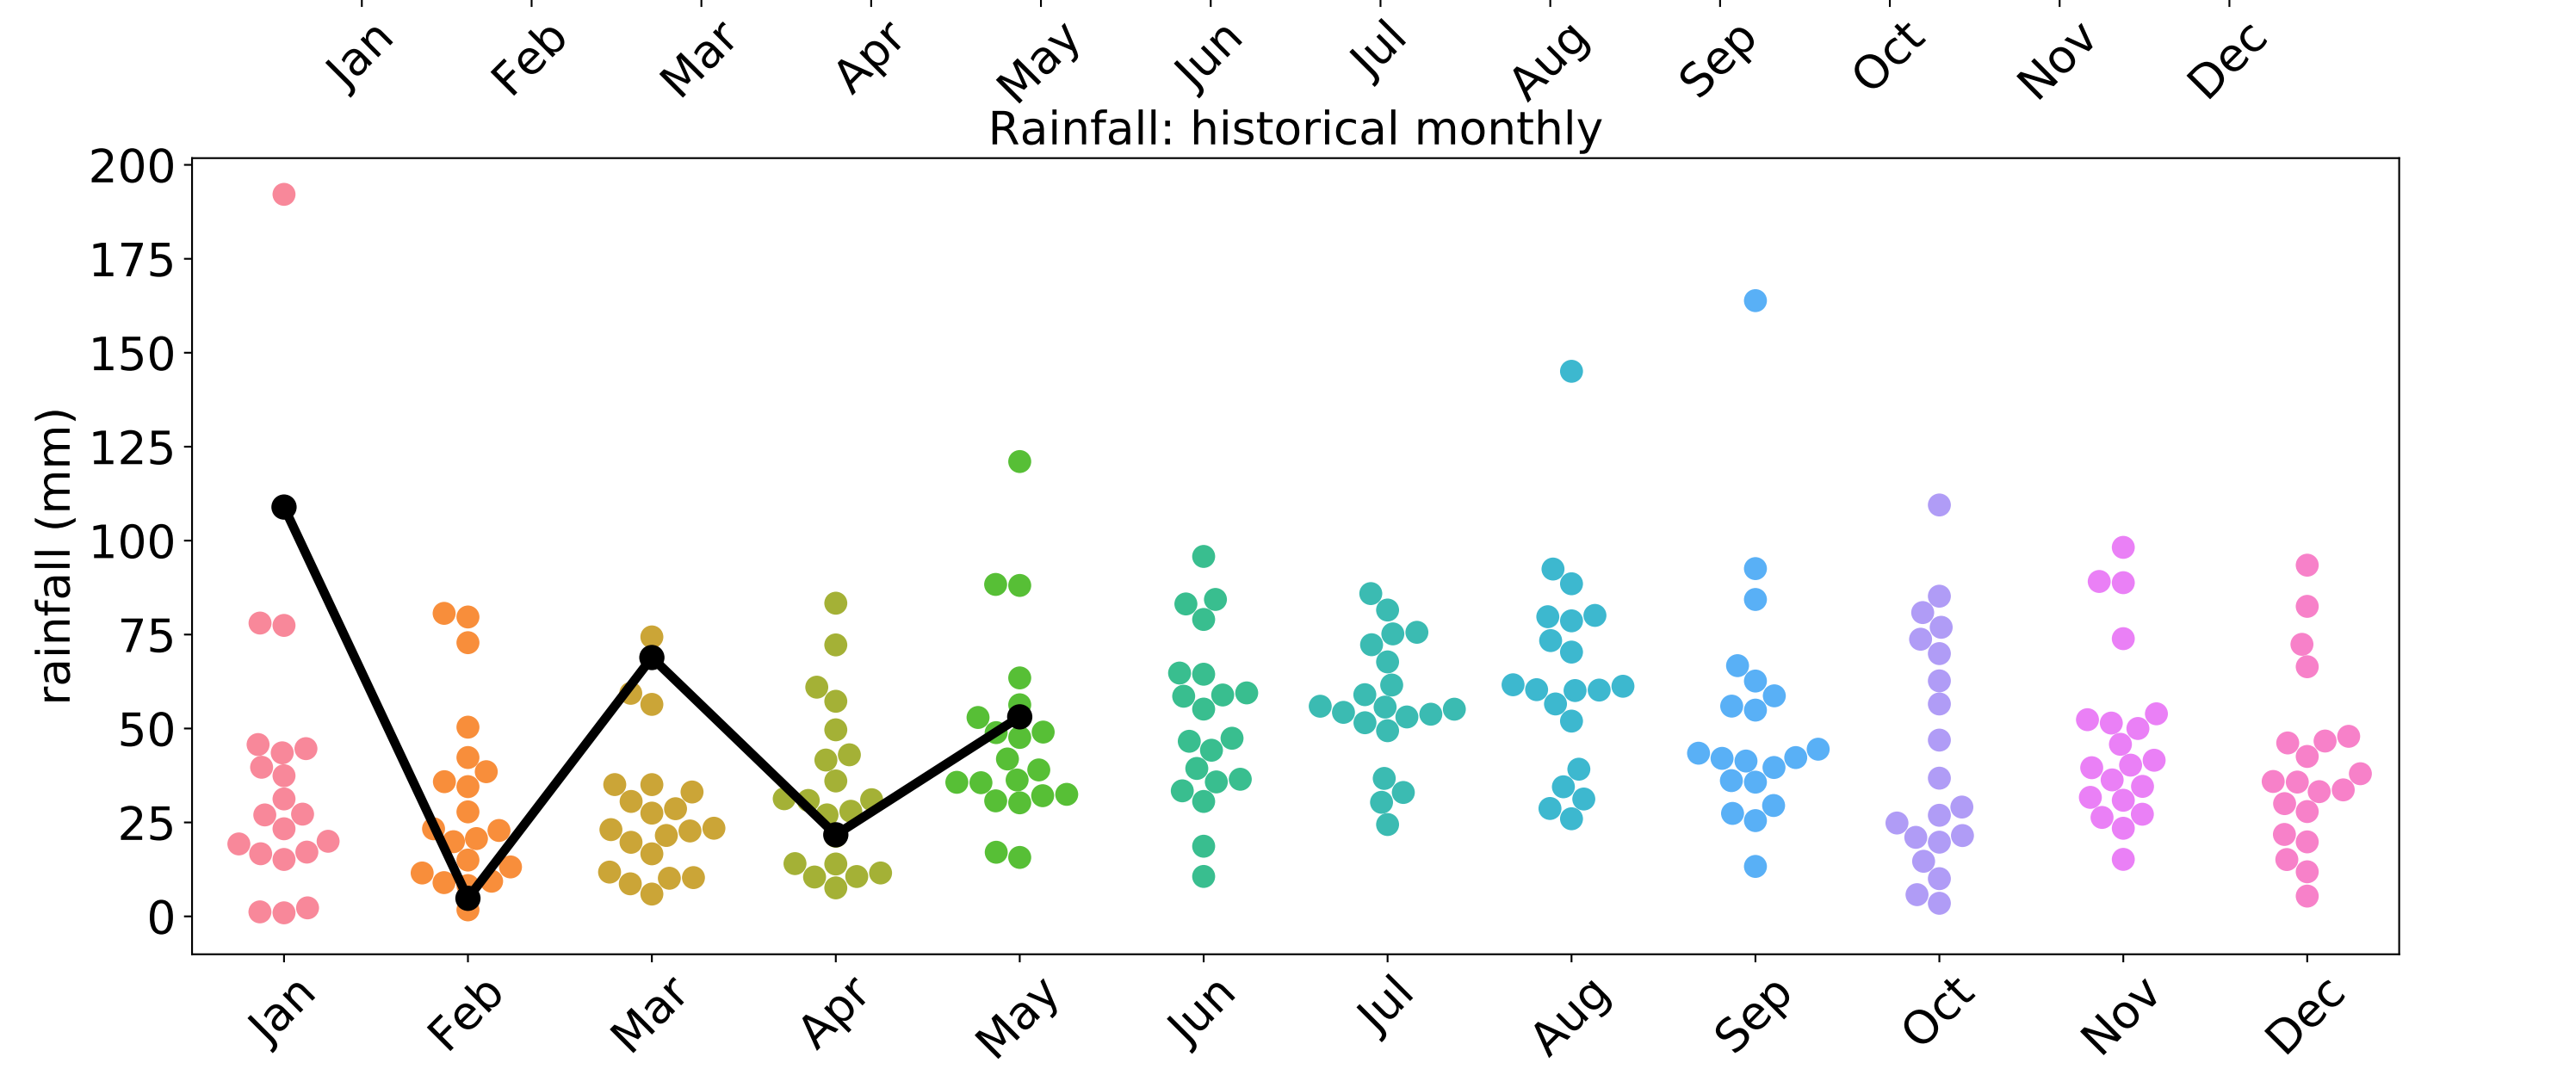 Jan Feb Mar Apr May Jun Jul Aug Sep Oct Nov Dec
Rainfall: historical monthly
rainfall (mm)
200
175
150
125
100
75
50
25
0
Jan Feb Mar Apr May Jun Jul Aug Sep Oct Nov Dec